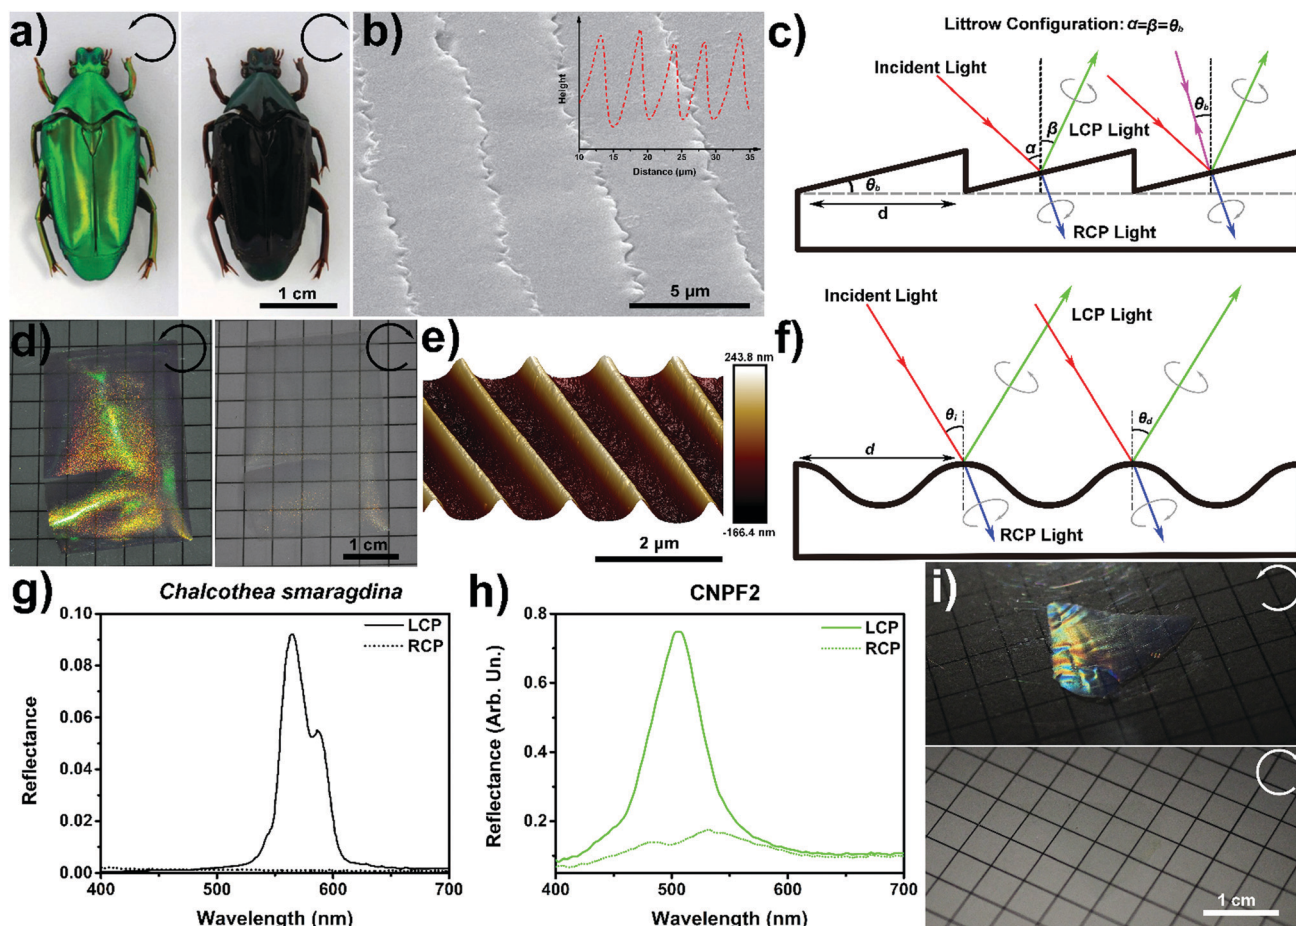 a)
1 cm
b)
Height
10 15 20 25 30 35
Distance (µm)
5 µm
c)
Littrow Configuration: α=β=θb
Incident Light
θb
β
LCP Light
α
θb
d
RCP Light
d)
1 cm
e)
243.8 nm
-166.4 nm
2 µm
f)
Incident Light
LCP Light
θi
θd
d
RCP Light
g)
Chalcothea smaragdina
0.10
LCP
RCP
0.08
0.06
0.04
0.02
0.00
Reflectance
400 500 600 700
Wavelength (nm)
h)
CNPF2
0.8
LCP
RCP
0.6
0.4
0.2
Reflectance (Arb. Un.)
400 500 600 700
Wavelength (nm)
i)
1 cm